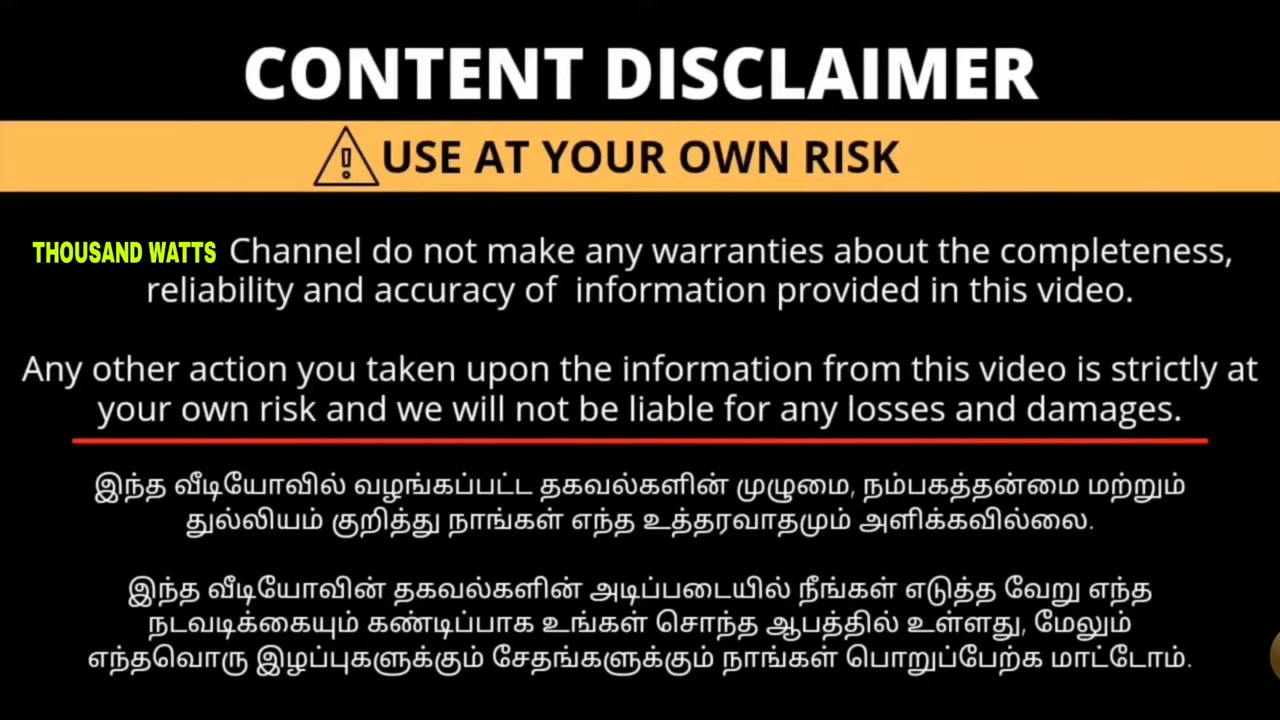 CONTENT DISCLAIMER
USE AT YOUR OWN RISK
THOUSAND WATTS Channel do not make any warranties about the completeness,
reliability and accuracy of information provided in this video.
Any other action you taken upon the information from this video is strictly at
your own risk and we will not be liable for any losses and damages.
இந்த வீடியோவில் வழங்கப்பட்ட தகவல்களின் முழுமை, நம்பகத்தன்மை மற்றும்
துல்லியம் குறித்து நாங்கள் எந்த உத்தரவாதமும் அளிக்கவில்லை.
இந்த வீடியோவின் தகவல்களின் அடிப்படையில் நீங்கள் எடுத்த வேறு எந்த
நடவடிக்கையும் கண்டிப்பாக உங்கள் சொந்த ஆபத்தில் உள்ளது, மேலும்
எந்தவொரு இழப்புகளுக்கும் சேதங்களுக்கும் நாங்கள் பொறுப்பேற்க மாட்டோம்.